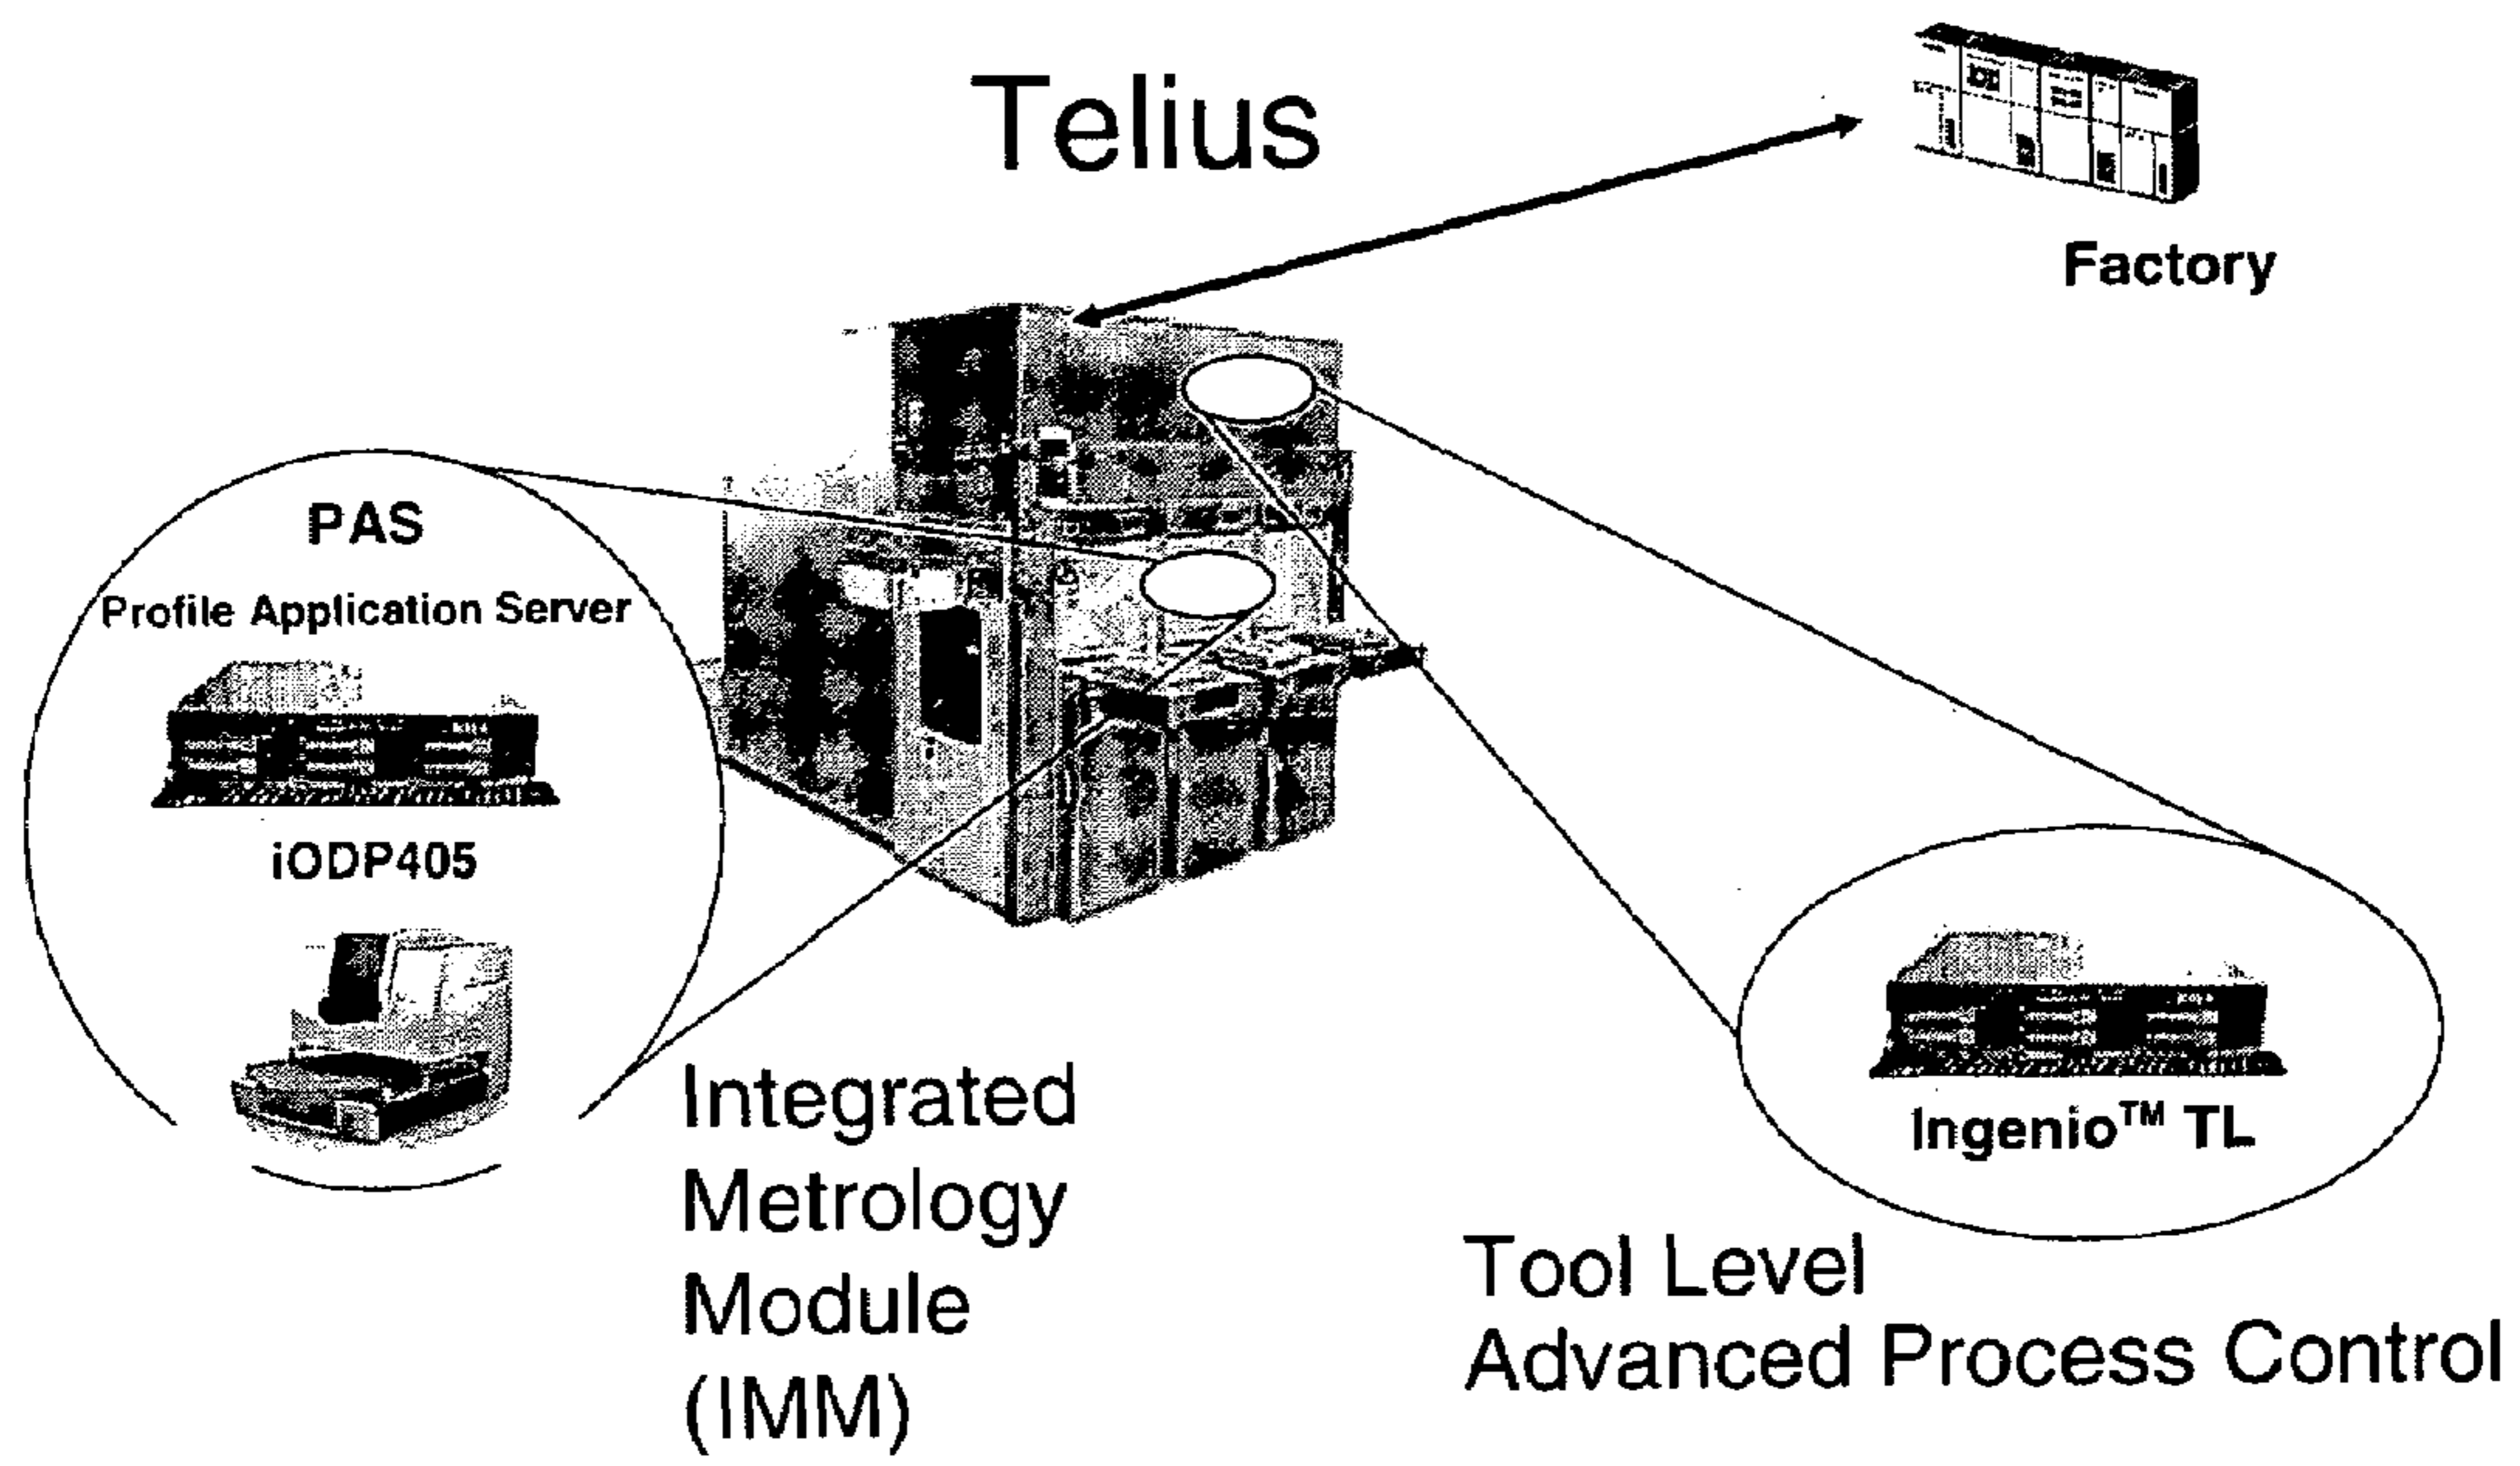 Telius
Factory
PAS
Profile Application Server
iODP405
Integrated
Metrology
Module
(IMM)
Ingenio™ TL
Tool Level
Advanced Process Control